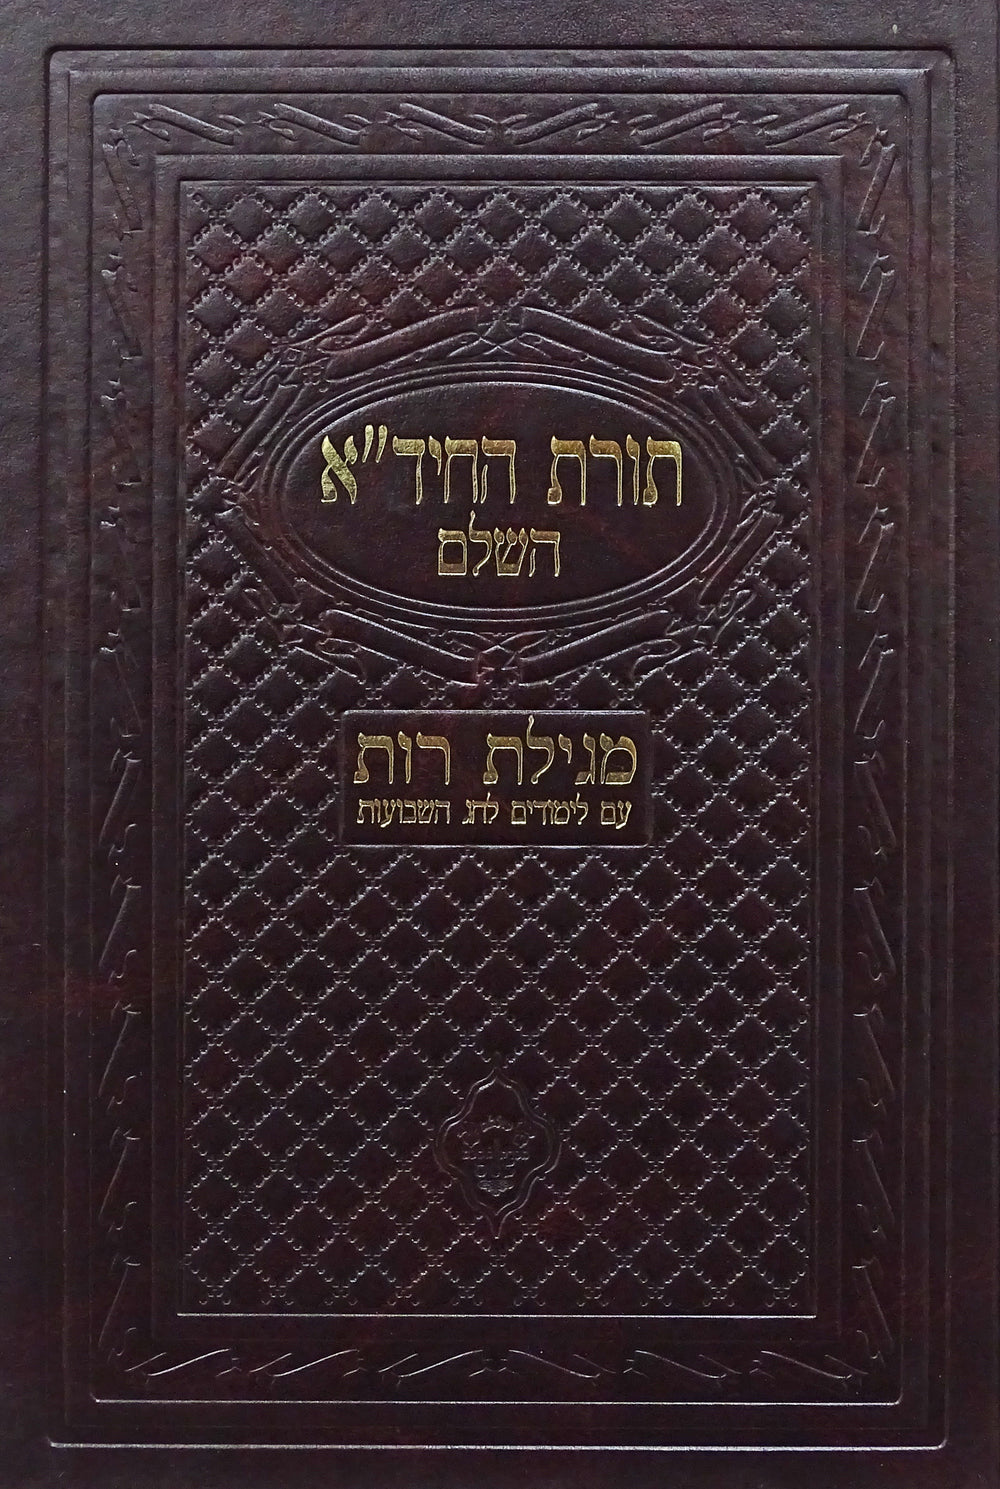 תורת החיד"א
השלם
מגילת רות
עם לימודים לחג השבועות